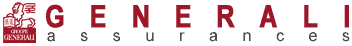 GROUPE
GENERALI
GENERALI
assurances